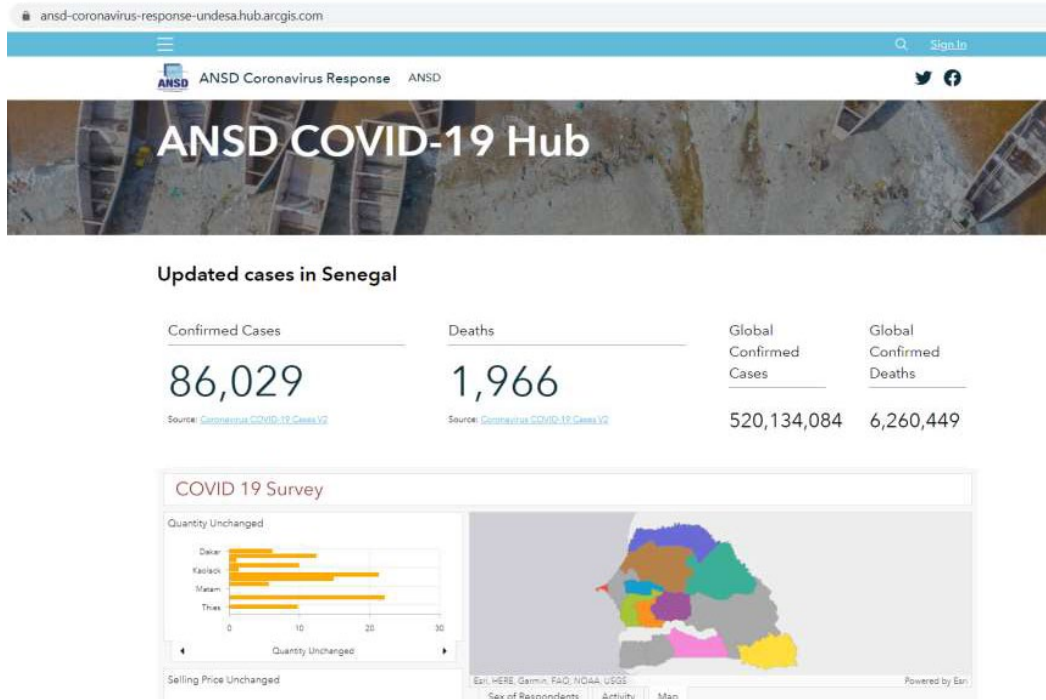 ansd-coronavirus-response-undesa.hub.arcgis.com
Sign In
ANSD
ANSD Coronavirus Response ANSD
ANSD COVID-19 Hub
Updated cases in Senegal
Confirmed Cases
86,029
Source: Coronavirus COVID-19 Cases V2
Deaths
1,966
Source: Coronavirus COVID-19 Cases V2
Global
Confirmed
Cases
520,134,084
Global
Confirmed
Deaths
6,260,449
COVID 19 Survey
Quantity Unchanged
Dakar
Kaolack
Matam
Thies
0 10 20 30
Quantity Unchanged
Selling Price Unchanged
Esri, HERE, Garmin, FAO, NOAA, USGS
Powered by Esri
Sex of Respondents Activity Map